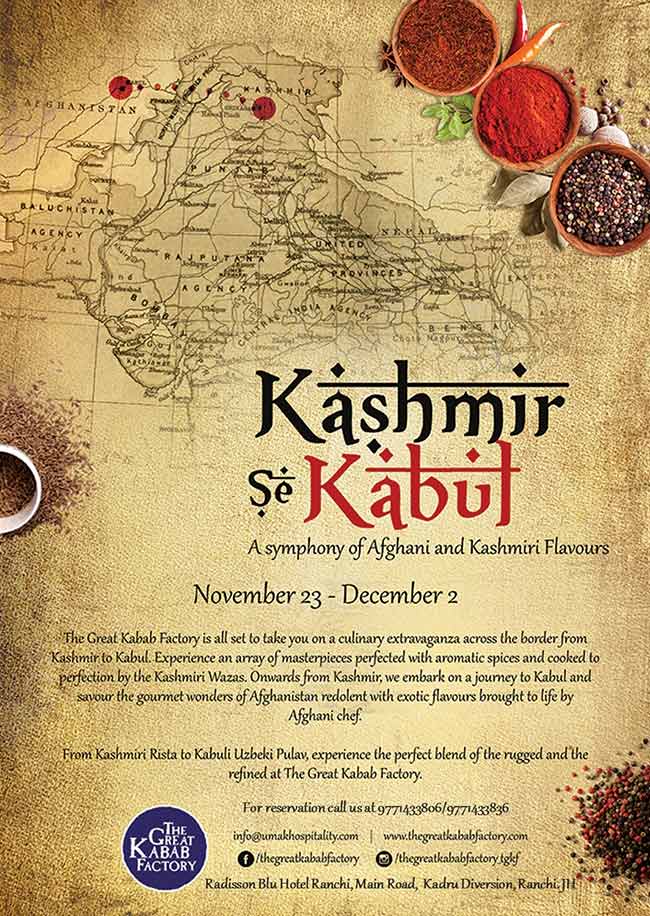 AFGHANISTAN
KASHMIR
PUNJAB
BALUCHISTAN
AGENCY
Kalat
RAJPUTANA
AGENCY
UNITED
PROVINCES
NEPAL
BOMBAY
CENTRAL INDIA AGENCY
BENGAL
Kashmir
Se Kabul
A symphony of Afghani and Kashmiri Flavours
November 23 - December 2
The Great Kabab Factory is all set to take you on a culinary extravaganza across the border from
Kashmir to Kabul. Experience an array of masterpieces perfected with aromatic spices and cooked to
perfection by the Kashmiri Wazas. Onwards from Kashmir, we embark on a journey to Kabul and
savour the gourmet wonders of Afghanistan redolent with exotic flavours brought to life by
Afghani chef.
From Kashmiri Rista to Kabuli Uzbeki Pulav, experience the perfect blend of the rugged and the
refined at The Great Kabab Factory.
For reservation call us at 9771433806/9771433836
info@umakhospitality.com | www.thegreatkababfactory.com
/thegreatkababfactory /thegreatkababfactory.tgkf
Radisson Blu Hotel Ranchi, Main Road, Kadru Diversion, Ranchi, JH
THE
GREAT
KABAB
FACTORY